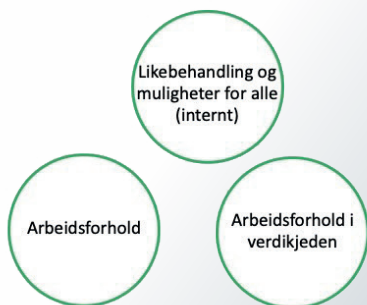 Likebehandling og
muligheter for alle
(internt)
Arbeidsforhold
Arbeidsforhold i
verdikjeden